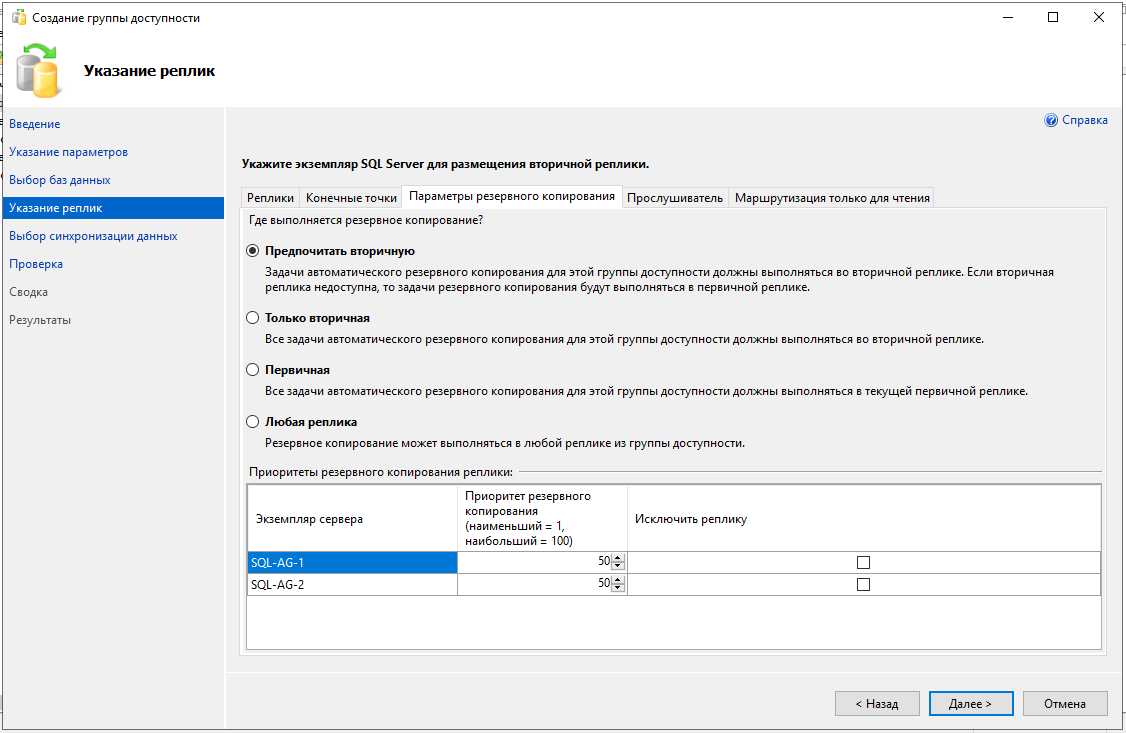 Создание группы доступности
Указание реплик
Введение
Указание параметров
Выбор баз данных
Указание реплик
Выбор синхронизации данных
Проверка
Сводка
Результаты
Справка
Укажите экземпляр SQL Server для размещения вторичной реплики.
Реплики Конечные точки Параметры резервного копирования Прослушиватель Маршрутизация только для чтения
Где выполняется резервное копирование?
Предпочитать вторичную
Задачи автоматического резервного копирования для этой группы доступности должны выполняться во вторичной реплике. Если вторичная
реплика недоступна, то задачи резервного копирования будут выполняться в первичной реплике.
Только вторичная
Все задачи автоматического резервного копирования для этой группы доступности должны выполняться во вторичной реплике.
Первичная
Все задачи автоматического резервного копирования для этой группы доступности должны выполняться в текущей первичной реплике.
Любая реплика
Резервное копирование может выполняться в любой реплике из группы доступности.
Приоритеты резервного копирования реплики:
Экземпляр сервера
Приоритет резервного
копирования
(наименьший = 1,
наибольший = 100)
Исключить реплику
SQL-AG-1 50
SQL-AG-2 50
< Назад Далее > Отмена